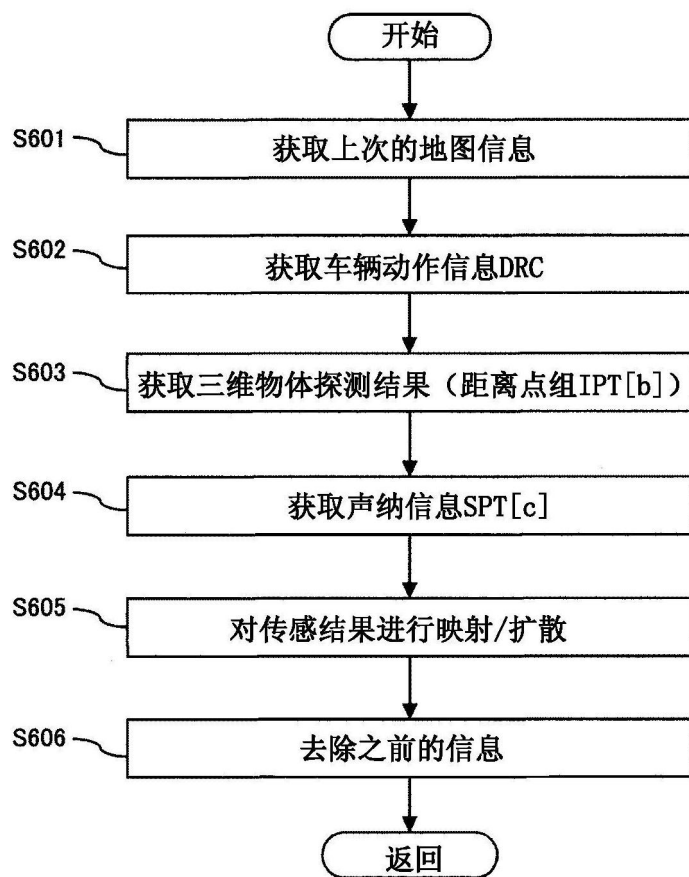 开始
S601
获取上次的地图信息
S602
获取车辆动作信息DRC
S603
获取三维物体探测结果（距离点组IPT[b]）
S604
获取声纳信息SPT[c]
S605
对传感结果进行映射/扩散
S606
去除之前的信息
返回